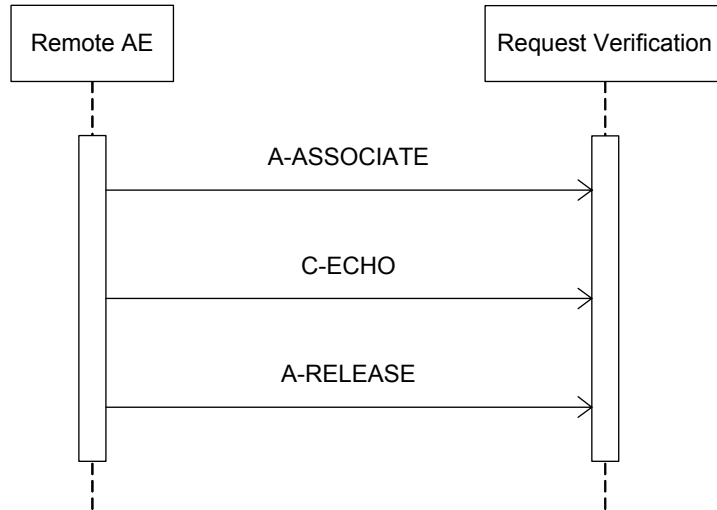 Remote AE
Request Verification
A-ASSOCIATE
C-ECHO
A-RELEASE